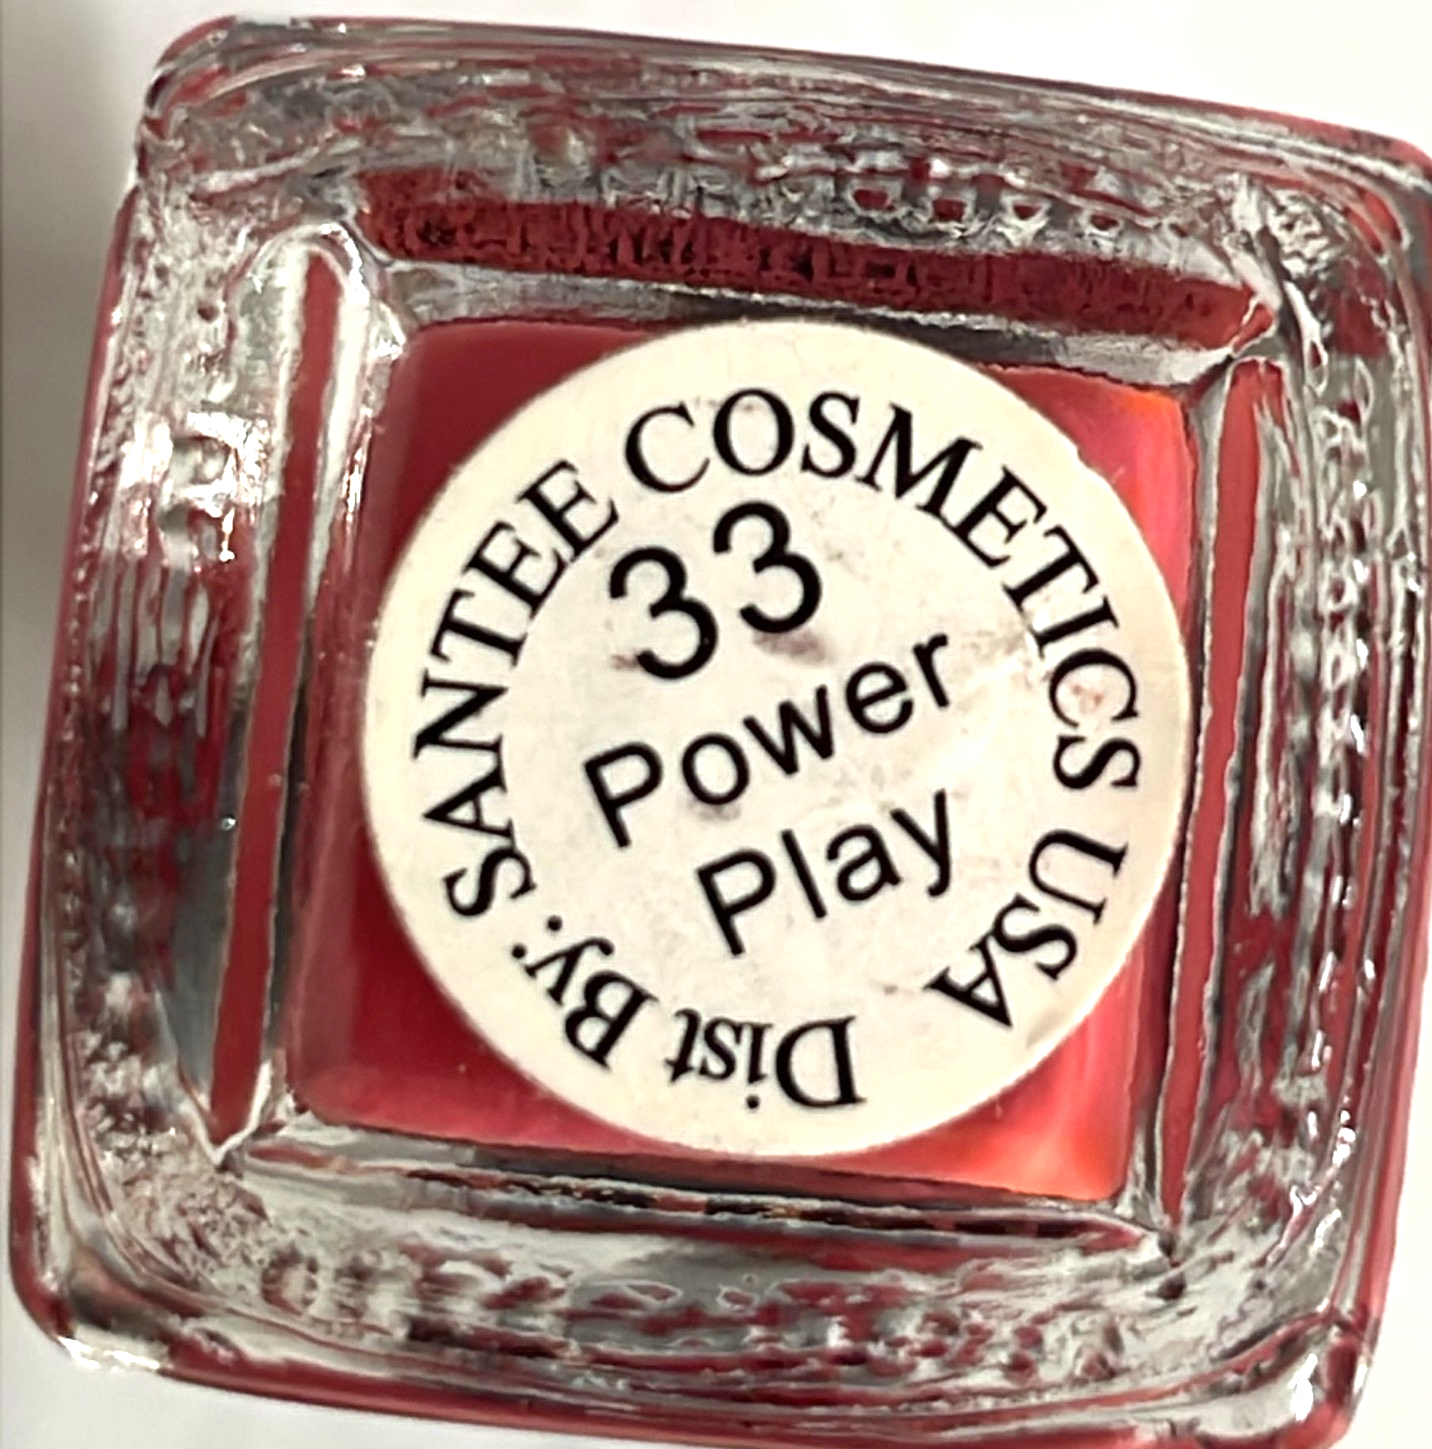 Dist By: SANTEE COSMETICS USA
33
Power
Play